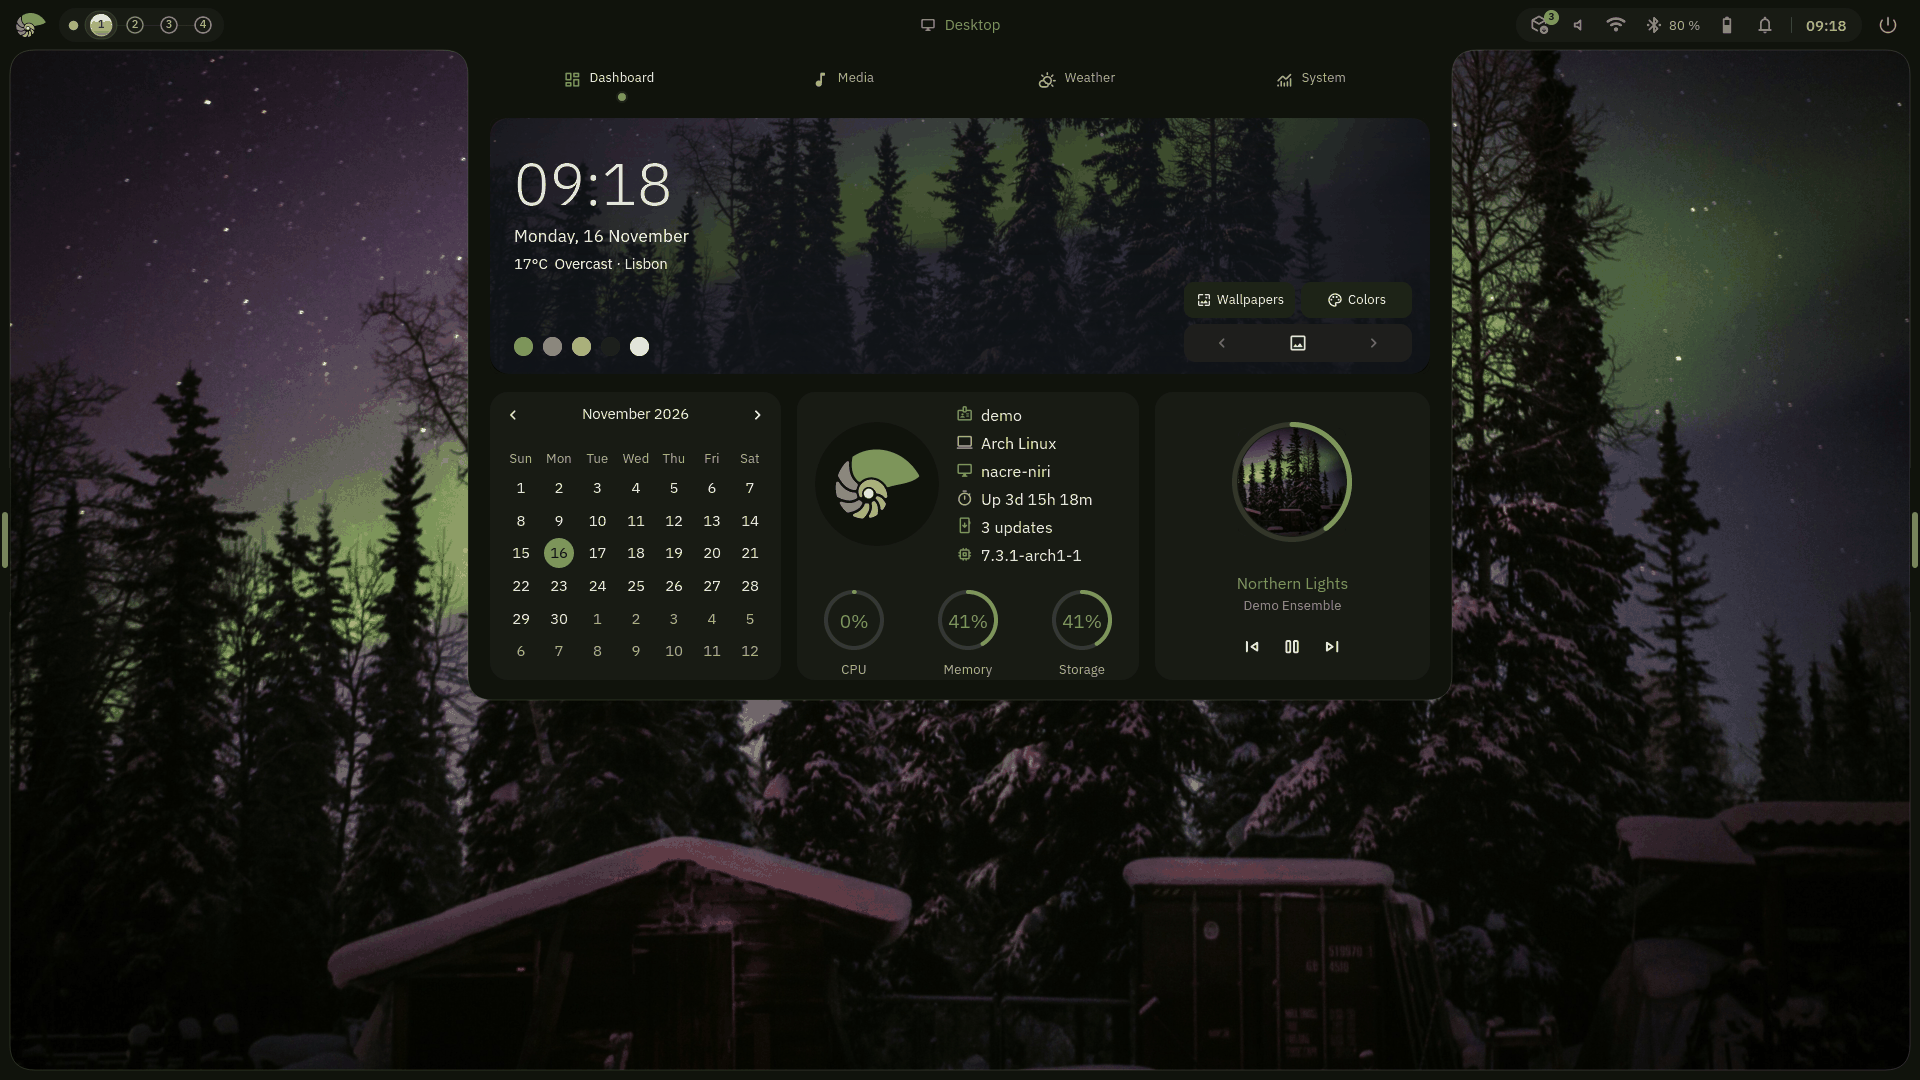 1 2 3 4
Desktop
3
80 %
09:18
Dashboard
Media
Weather
System
09:18
Monday, 16 November
17°C Overcast · Lisbon
Wallpapers
Colors
November 2026
Sun Mon Tue Wed Thu Fri Sat
1 2 3 4 5 6 7
8 9 10 11 12 13 14
15 16 17 18 19 20 21
22 23 24 25 26 27 28
29 30 1 2 3 4 5
6 7 8 9 10 11 12
demo
Arch Linux
nacre-niri
Up 3d 15h 18m
3 updates
7.3.1-arch1-1
0% 41% 41%
CPU Memory Storage
Northern Lights
Demo Ensemble